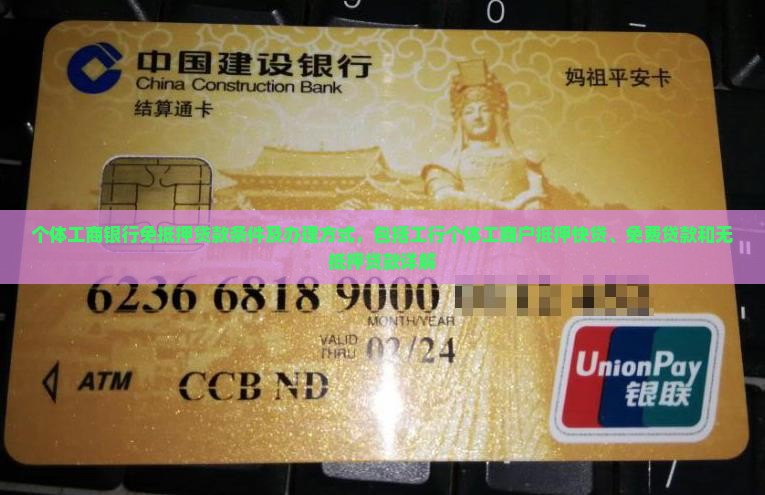 0
中国建设银行
China Construction Bank
结算通卡
妈祖平安卡
个体工商银行免抵押贷款条件及办理方式，包括工行个体工商户抵押快贷、免费贷款和无
抵押贷款详解
6236 6818 9000
MONTH/YEAR
VALID THRU 02/24
ATM CCB ND
UnionPay
银联